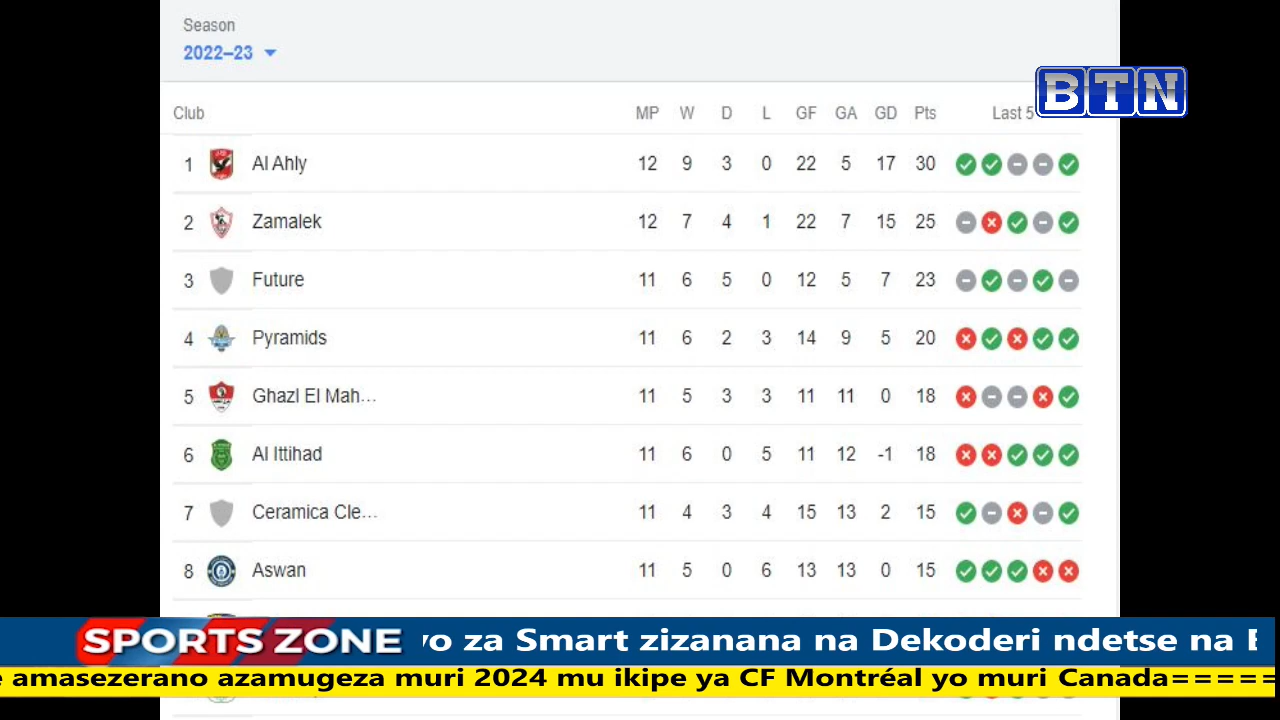 Season
2022–23
BTN
Club MP W D L GF GA GD Pts Last 5
1 Al Ahly 12 9 3 0 22 5 17 30
2 Zamalek 12 7 4 1 22 7 15 25
3 Future 11 6 5 0 12 5 7 23
4 Pyramids 11 6 2 3 14 9 5 20
5 Ghazl El Mah... 11 5 3 3 11 11 0 18
6 Al Ittihad 11 6 0 5 11 12 -1 18
7 Ceramica Cle... 11 4 3 4 15 13 2 15
8 Aswan 11 5 0 6 13 13 0 15
SPORTS ZONE vo za Smart zizanana na Dekoderi ndetse na
amasezerano azamugeza muri 2024 mu ikipe ya CF Montréal yo muri Canada=====